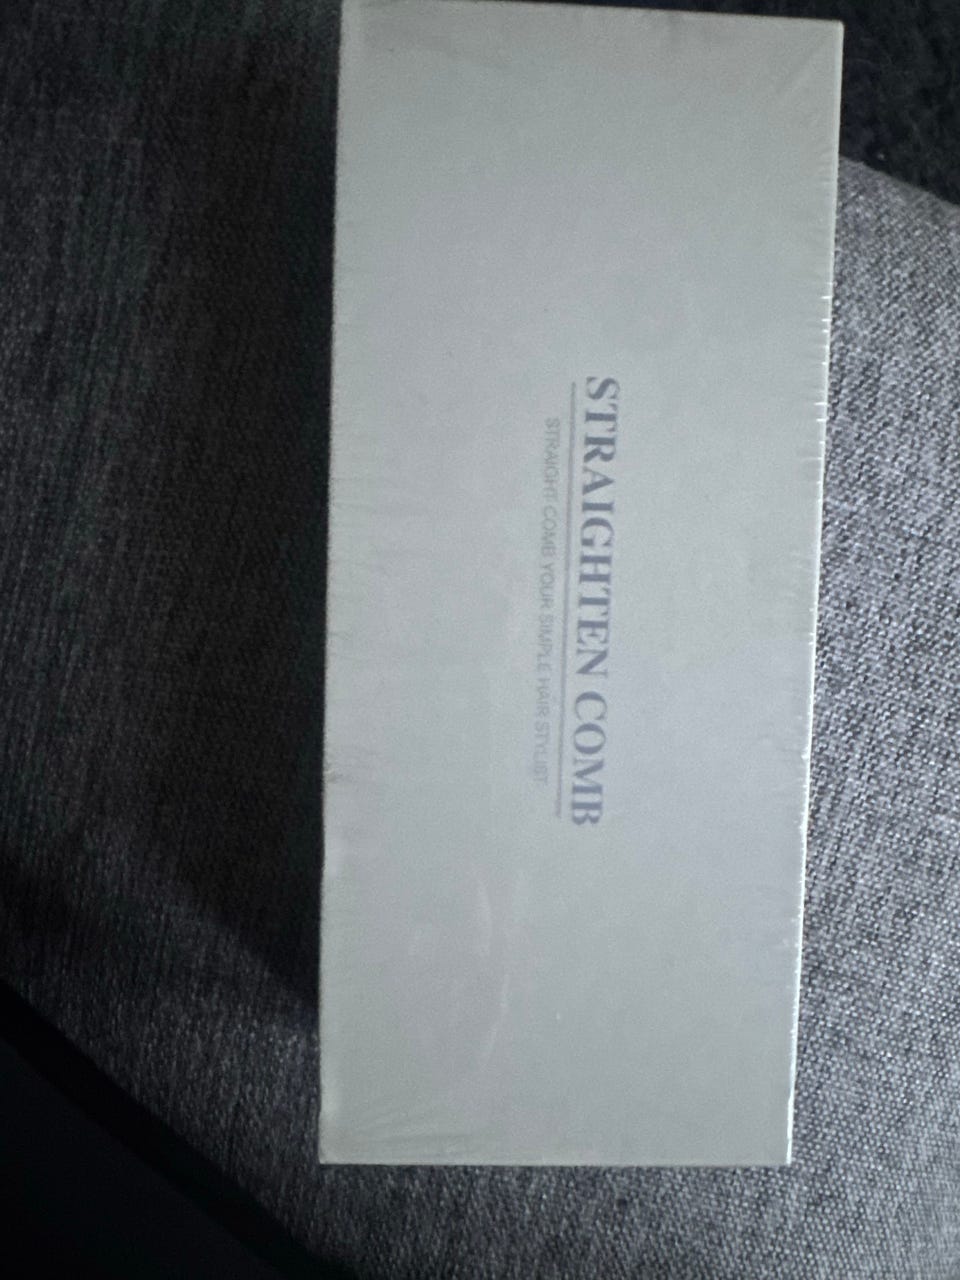 STRAIGHTEN COMB
STRAIGHT COMB YOUR SIMPLE HAIR STYLIST